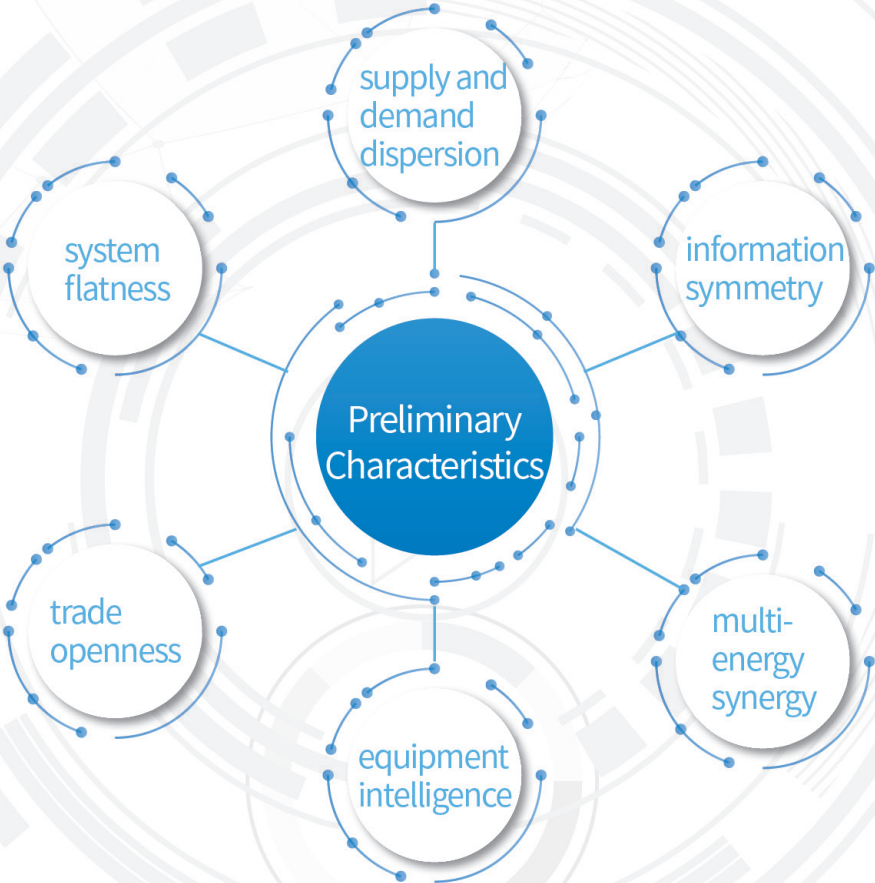 supply and
demand
dispersion
system
flatness
information
symmetry
Preliminary
Characteristics
trade
openness
multi-
energy
synergy
equipment
intelligence